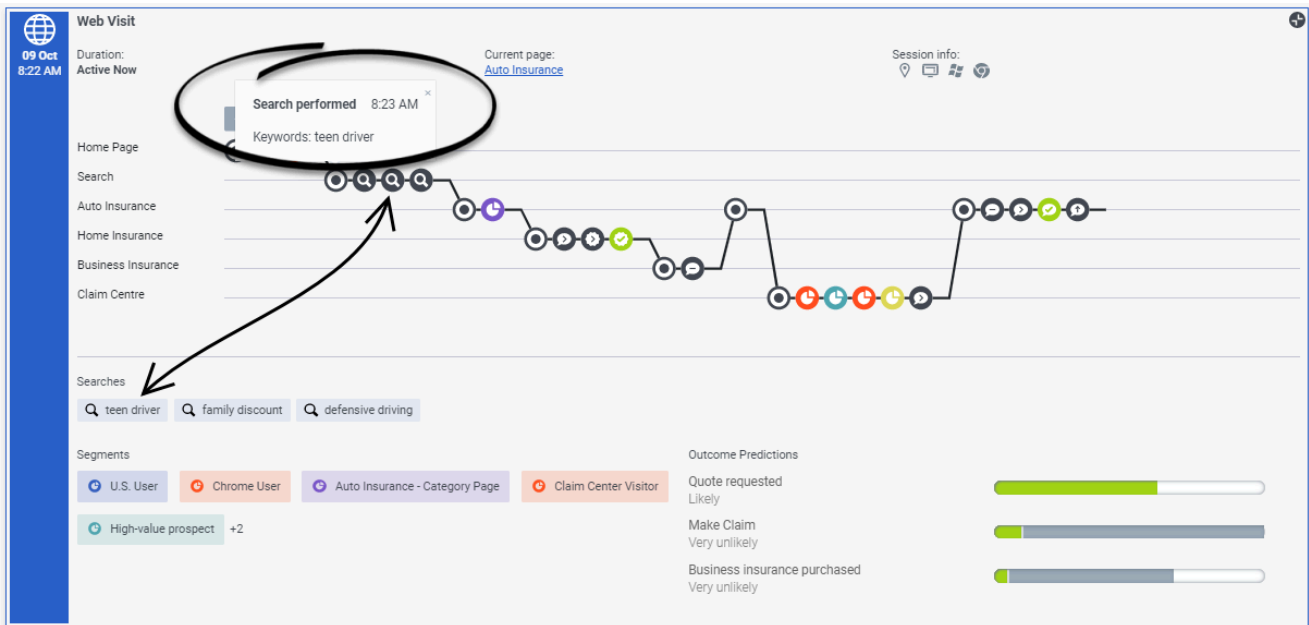 Web Visit
09 Oct
8:22 AM
Duration:
Active Now
Current page:
Auto Insurance
Session info:
Search performed 8:23 AM
×
Keywords: teen driver
Home Page
Search
Auto Insurance
Home Insurance
Business Insurance
Claim Centre
Searches
teen driver family discount defensive driving
Segments
U.S. User Chrome User Auto Insurance - Category Page Claim Center Visitor
High-value prospect +2
Outcome Predictions
Quote requested
Likely
Make Claim
Very unlikely
Business insurance purchased
Very unlikely